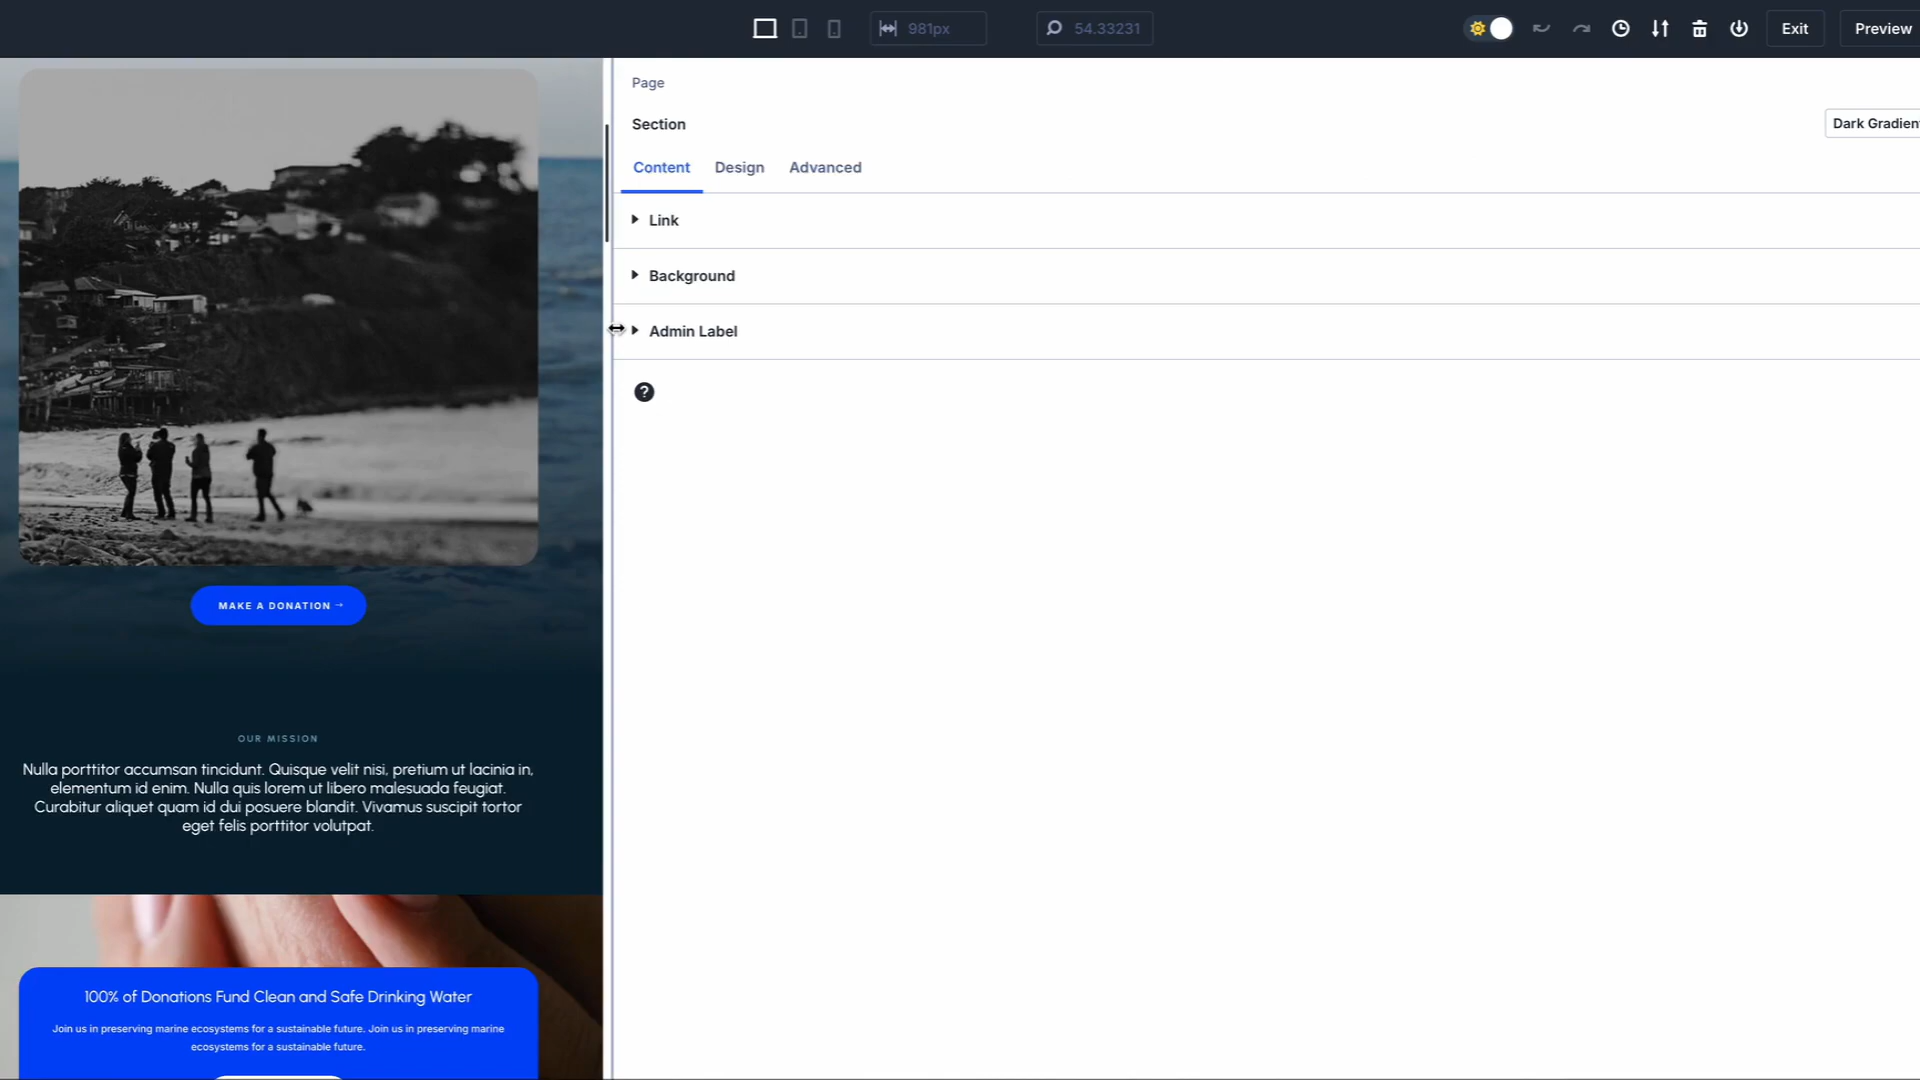 981px
54.33231
Exit
Preview
Page
Section
Dark Gradient
Content
Design
Advanced
Link
Background
Admin Label
?
MAKE A DONATION →
OUR MISSION
Nulla porttitor accumsan tincidunt. Quisque velit nisi, pretium ut lacinia in,
elementum id enim. Nulla quis lorem ut libero malesuada feugiat.
Curabitur aliquet quam id dui posuere blandit. Vivamus suscipit tortor
eget felis porttitor volutpat.
100% of Donations Fund Clean and Safe Drinking Water
Join us in preserving marine ecosystems for a sustainable future. Join us in preserving marine
ecosystems for a sustainable future.